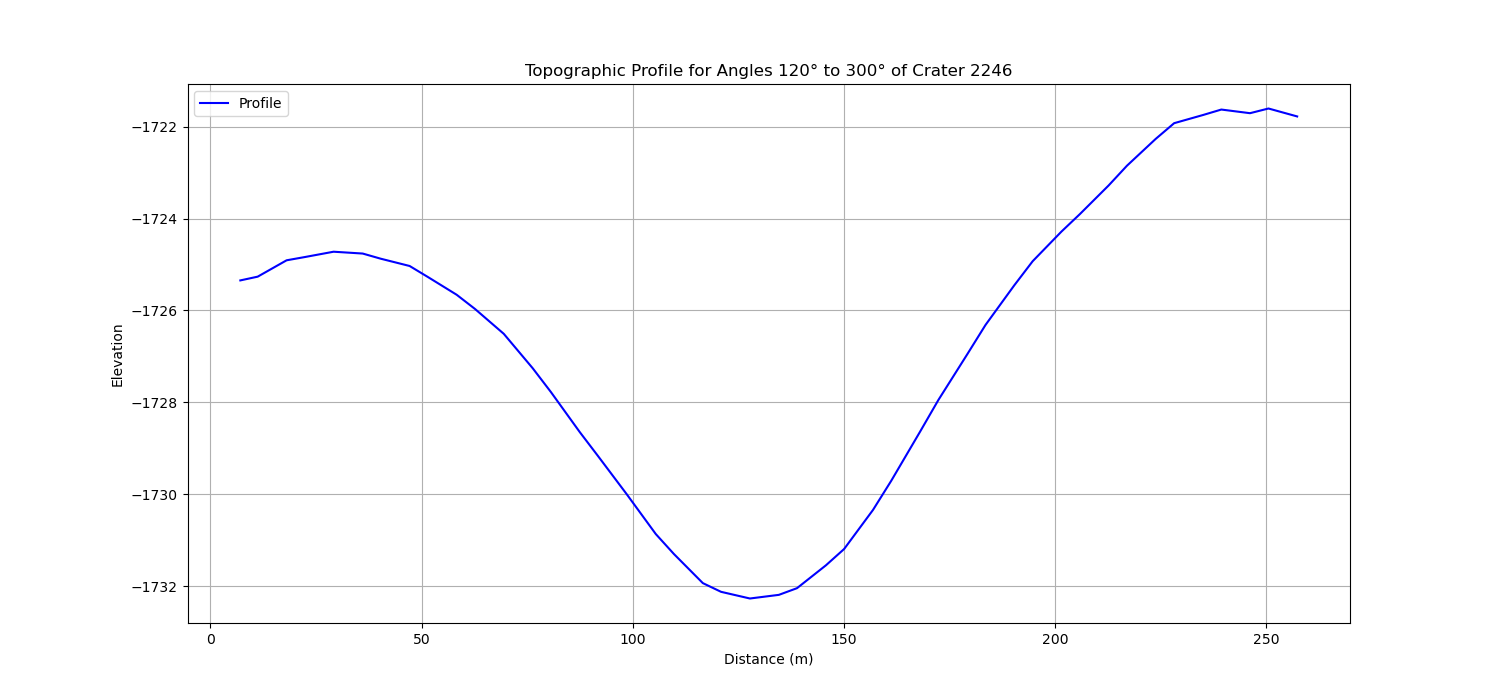 Topographic Profile for Angles 120° to 300° of Crater 2246
Profile
−1722
−1724
−1726
−1728
−1730
−1732
Elevation
0 50 100 150 200 250
Distance (m)